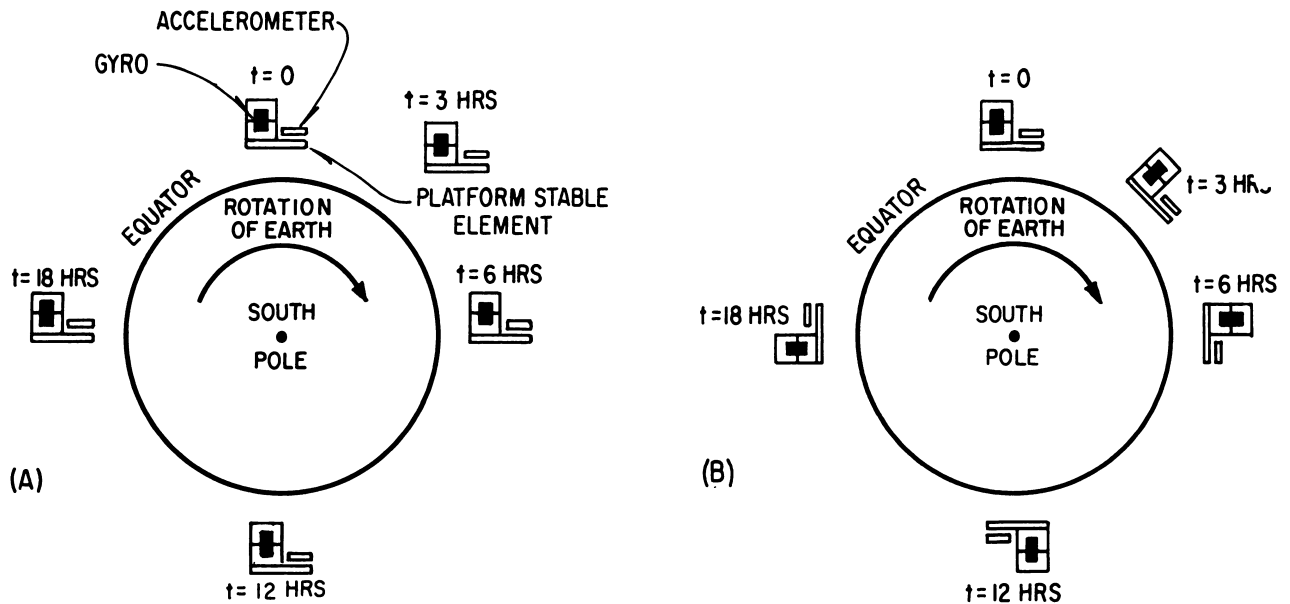 ACCELEROMETER
GYRO
t = 0
t = 3 HRS
PLATFORM STABLE
ELEMENT
EQUATOR
ROTATION
OF EARTH
t = 18 HRS
t = 6 HRS
SOUTH
POLE
(A)
t = 12 HRS
t = 0
t = 3
EQUATOR
ROTATION
OF EARTH
t = 6 HRS
t = 18 HRS
SOUTH
POLE
(B)
t = 12 HRS